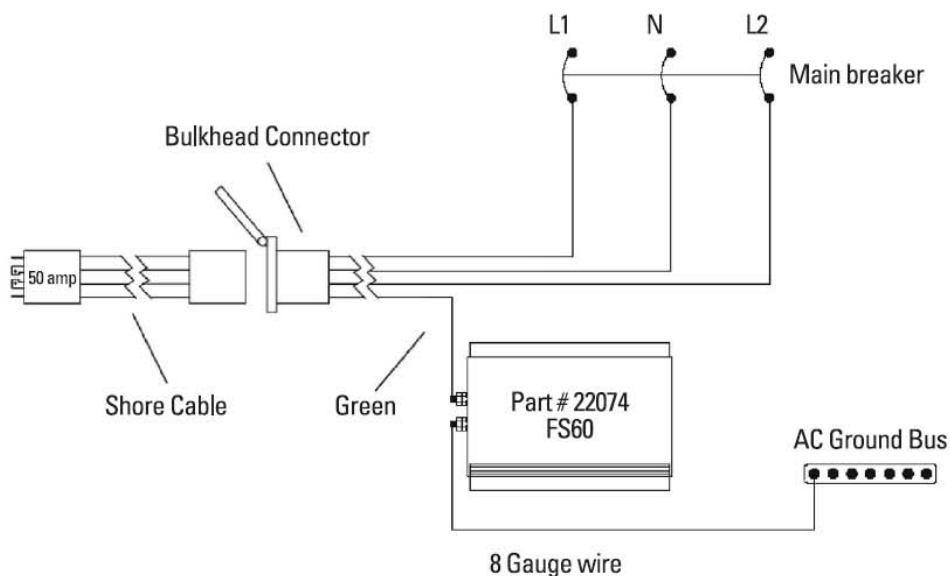 L1 N L2
Main breaker
Bulkhead Connector
50 amp
Shore Cable
Green
Part # 22074
FS60
AC Ground Bus
8 Gauge wire